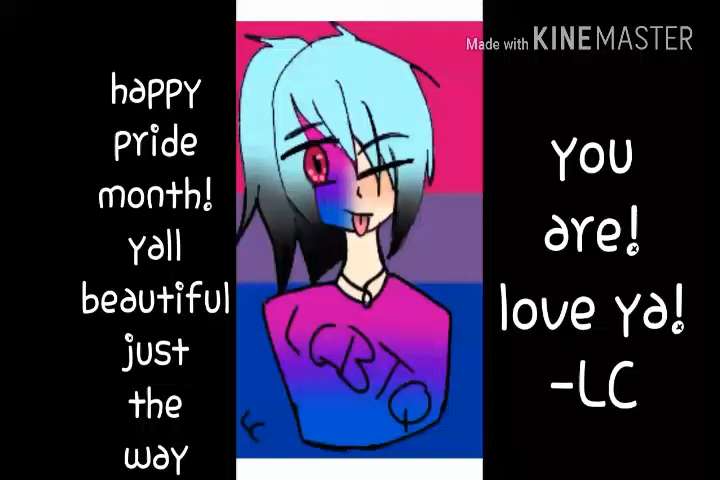 Made with KINEMASTER
happy
pride
month!
yall
beautiful
just
the
way
you
are!
love ya!
-LC
LGBTQ